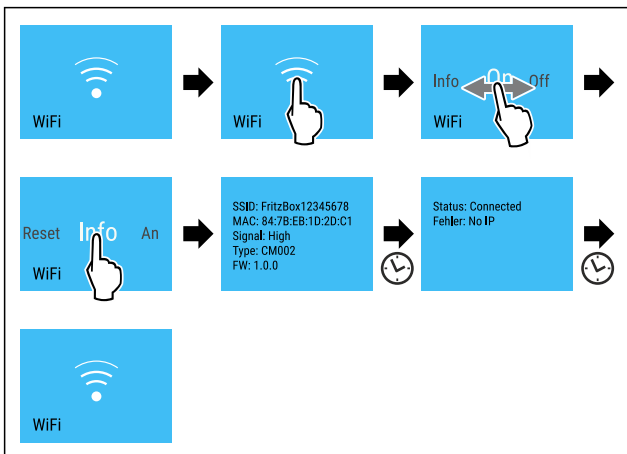 WiFi
WiFi
Info On Off
WiFi
Reset Info An
WiFi
SSID: FritzBox12345678
MAC: 84:7B:EB:1D:2D:C1
Signal: High
Type: CM002
FW: 1.0.0
Status: Connected
Fehler: No IP
WiFi